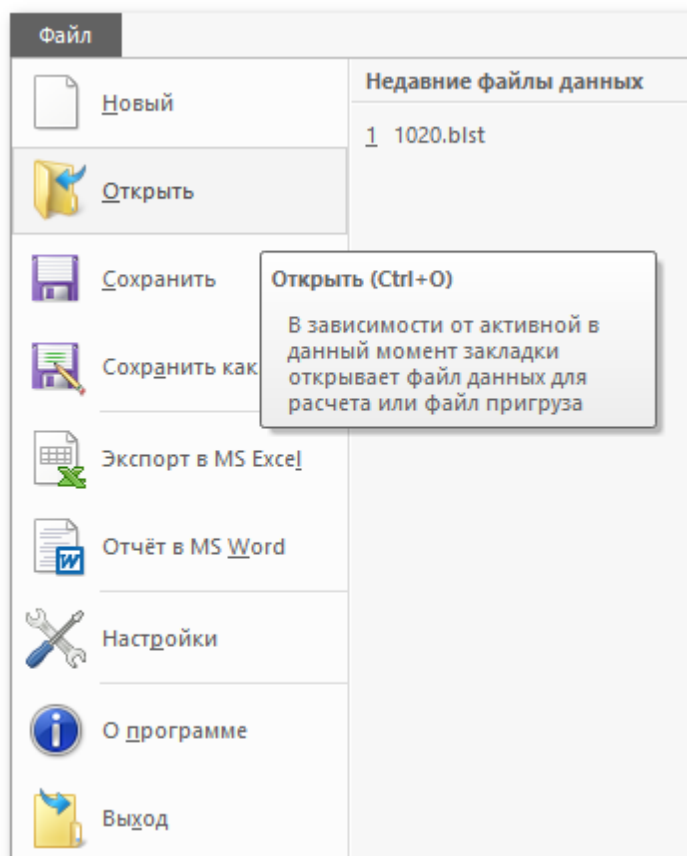 Файл
Недавние файлы данных
1 1020.blst
Новый
Открыть
Сохранить
Открыть (Ctrl+O)
В зависимости от активной в
данный момент закладки
открывает файл данных для
расчета или файл пригруза
Сохранить как
Экспорт в MS Excel
Отчёт в MS Word
Настройки
О программе
Выход